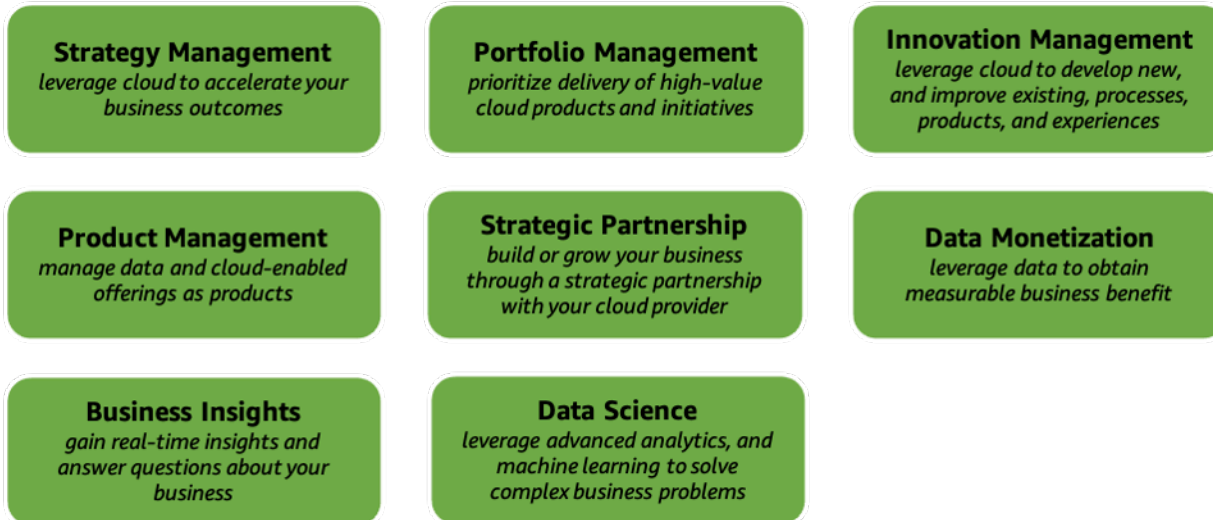 Strategy Management
leverage cloud to accelerate your
business outcomes
Portfolio Management
prioritize delivery of high-value
cloud products and initiatives
Innovation Management
leverage cloud to develop new,
and improve existing, processes,
products, and experiences
Product Management
manage data and cloud-enabled
offerings as products
Strategic Partnership
build or grow your business
through a strategic partnership
with your cloud provider
Data Monetization
leverage data to obtain
measurable business benefit
Business Insights
gain real-time insights and
answer questions about your
business
Data Science
leverage advanced analytics, and
machine learning to solve
complex business problems